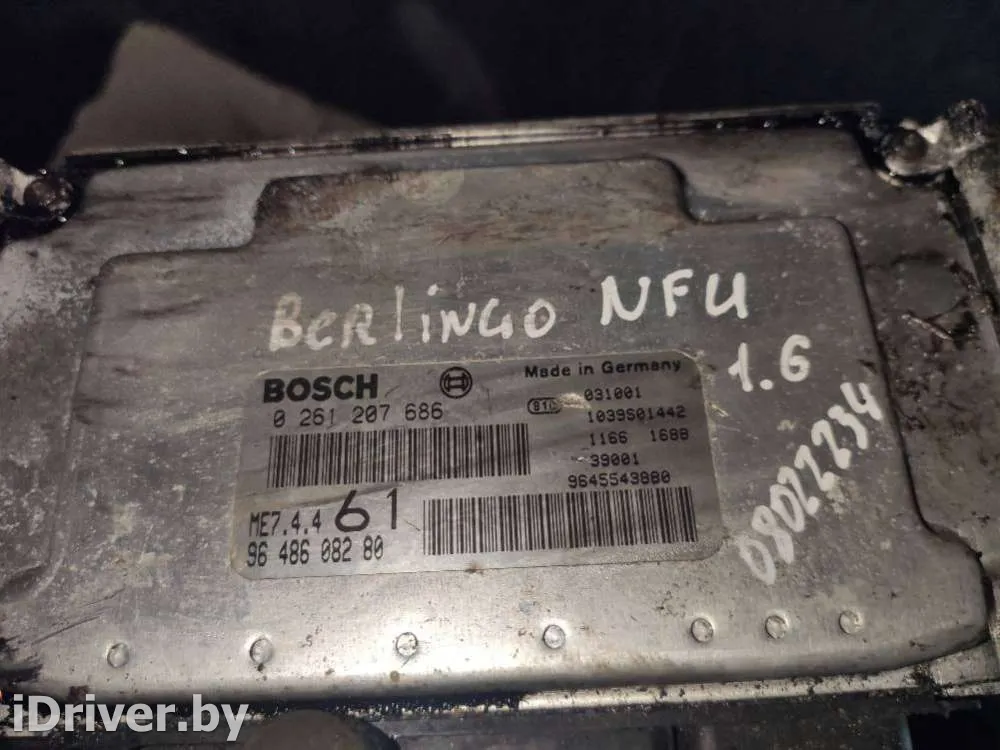 BerlinGo NFU
1.6
08022234
BOSCH
Made in Germany
0 261 207 686
031001
1039S01442
1166 1688
39001
9645543880
ME7.4.4 61
96 486 082 80
iDriver.by